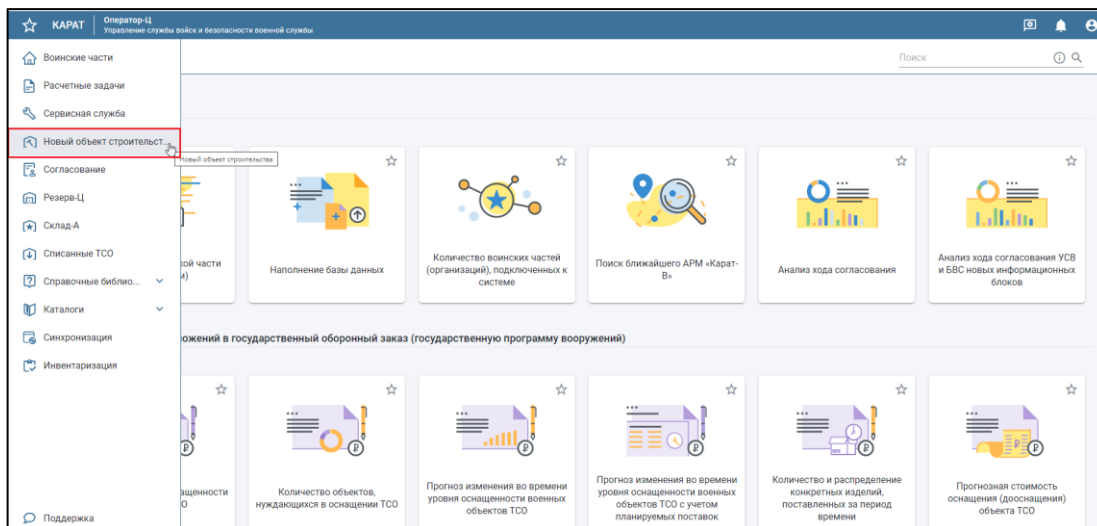 КАРАТ
Оператор-Ц
Управление службы войск и безопасности военной службы
Воинские части
Поиск
Расчетные задачи
Сервисная служба
Новый объект строительст...
Новый объект строительства
Согласование
Резерв-Ц
Склад-А
Списанные ТСО
Справочные библио...
Каталоги
Синхронизация
Инвентаризация
Поддержка
кой части
и)
Наполнение базы данных
Количество воинских частей
(организаций), подключенных к
системе
Поиск ближайшего АРМ «Карат-
В»
Анализ хода согласования
Анализ хода согласования УСВ
и БВС новых информационных
блоков
ожений в государственный оборонный заказ (государственную программу вооружений)
ащенности
О
Количество объектов,
нуждающихся в оснащении ТСО
Прогноз изменения во времени
уровня оснащенности военных
объектов ТСО
Прогноз изменения во времени
уровня оснащенности военных
объектов ТСО с учетом
планируемых поставок
Количество и распределение
конкретных изделий,
поставленных за период
времени
Прогнозная стоимость
оснащения (дооснащения)
объекта ТСО